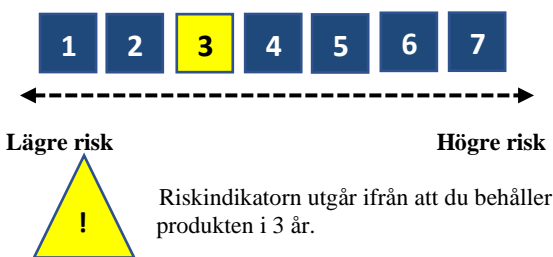 1 2 3 4 5 6 7
Lägre risk Högre risk
! Riskindikatorn utgår ifrån att du behåller
produkten i 3 år.